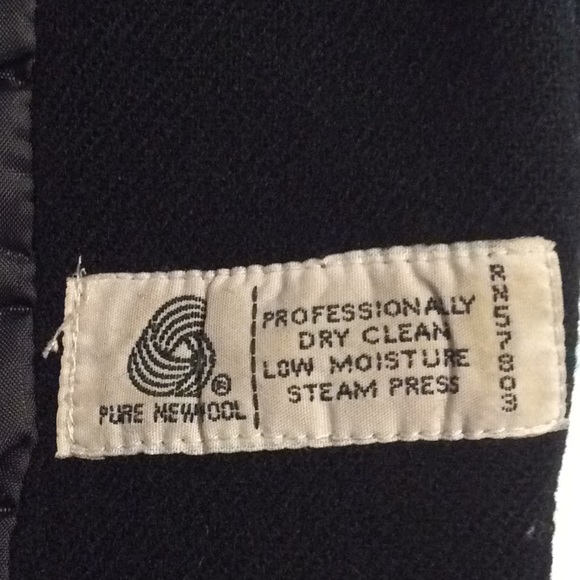 ®
PURE NEW WOOL
PROFESSIONALLY
DRY CLEAN
LOW MOISTURE
STEAM PRESS
RN57803